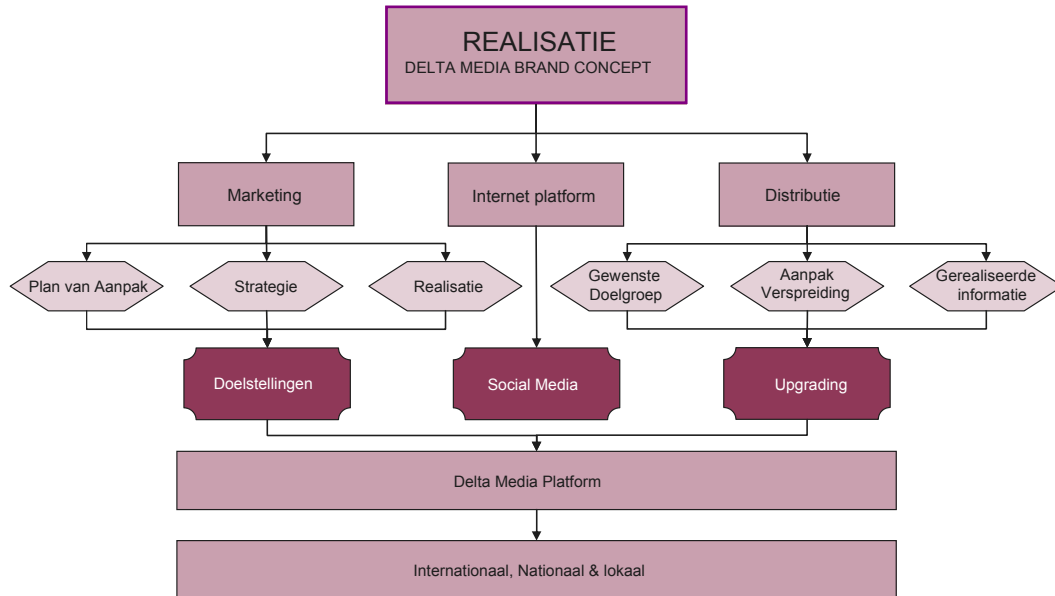 REALISATIE
DELTA MEDIA BRAND CONCEPT
Marketing
Internet platform
Distributie
Plan van Aanpak
Strategie
Realisatie
Gewenste
Doelgroep
Aanpak
Verspreiding
Gerealiseerde
informatie
Doelstellingen
Social Media
Upgrading
Delta Media Platform
Internationaal, Nationaal & lokaal